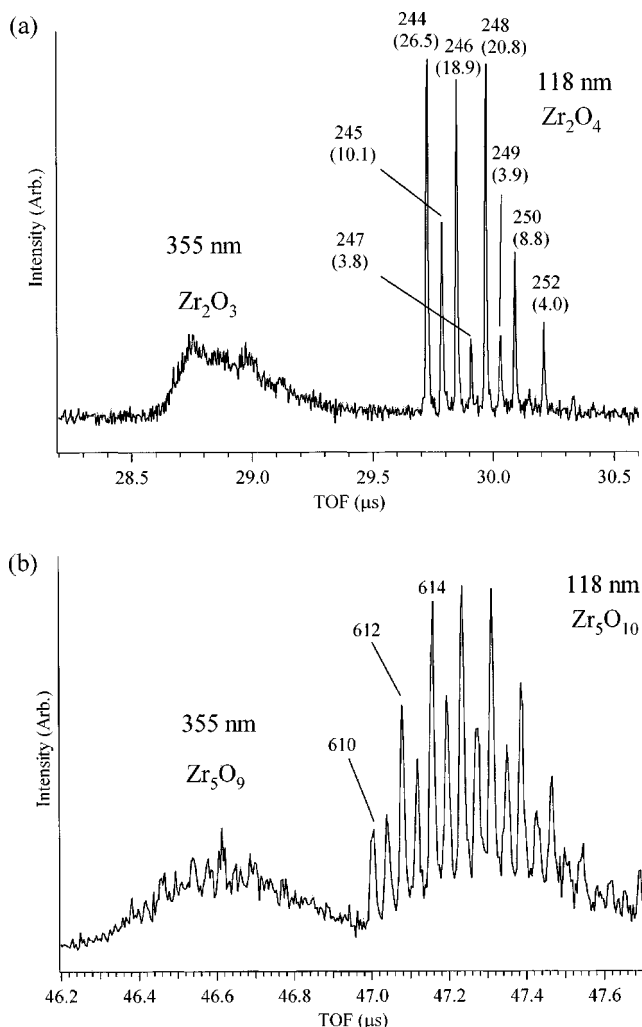 (a)
244
(26.5)
246
(18.9)
248
(20.8)
118 nm
Zr2O4
245
(10.1)
249
(3.9)
247
(3.8)
250
(8.8)
252
(4.0)
355 nm
Zr2O3
Intensity (Arb.)
28.5 29.0 29.5 30.0 30.5
TOF (µs)
(b)
614
118 nm
Zr5O10
612
610
355 nm
Zr5O9
Intensity (Arb.)
46.2 46.4 46.6 46.8 47.0 47.2 47.4 47.6
TOF (µs)